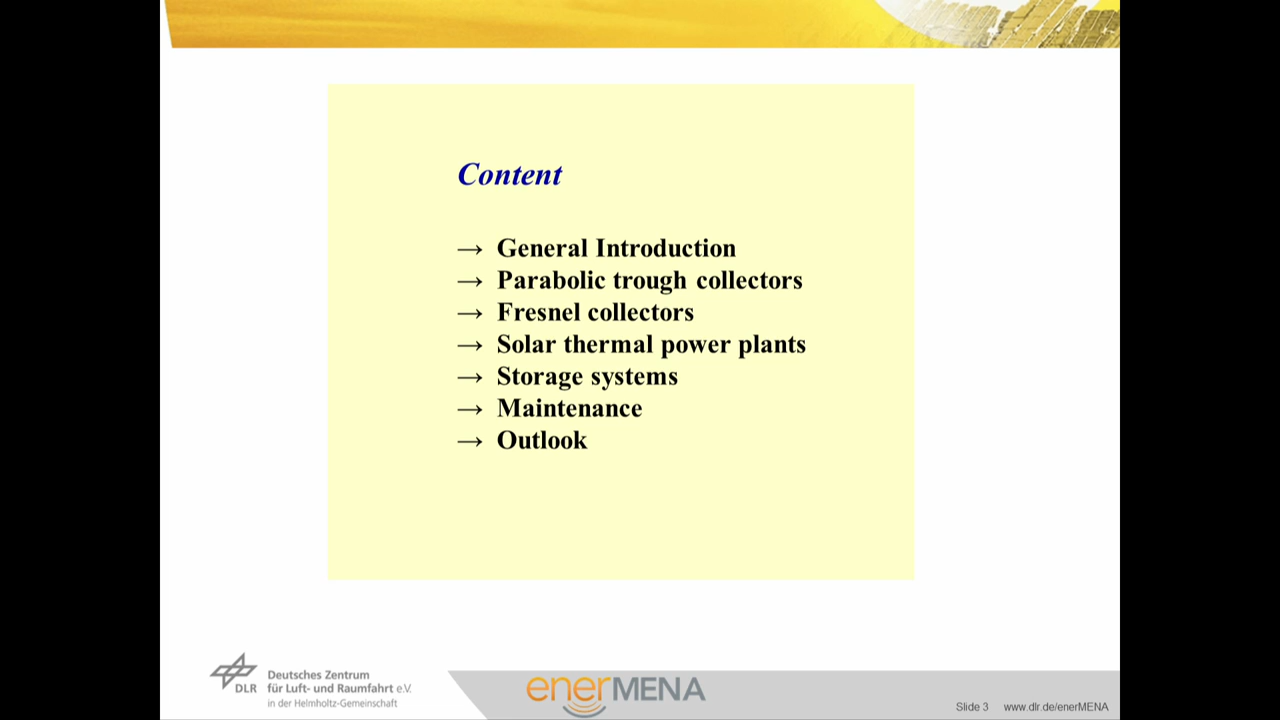 Content
→ General Introduction
→ Parabolic trough collectors
→ Fresnel collectors
→ Solar thermal power plants
→ Storage systems
→ Maintenance
→ Outlook
DLR
Deutsches Zentrum
für Luft- und Raumfahrt e.V.
in der Helmholtz-Gemeinschaft
enerMENA
Slide 3 www.dlr.de/enerMENA